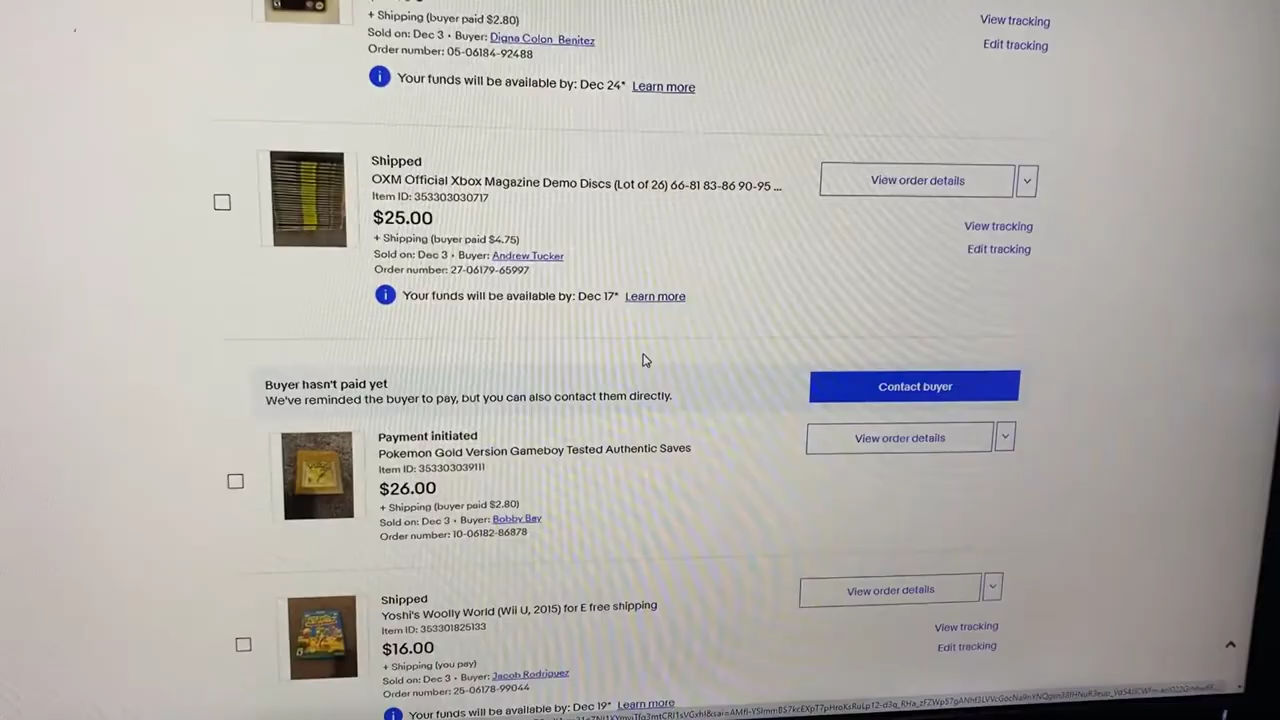 + Shipping (buyer paid $2.80)
Sold on: Dec 3 • Buyer: Diana Colon Benitez
Order number: 05-06184-92488
View tracking
Edit tracking
Your funds will be available by: Dec 24* Learn more
Shipped
OXM Official Xbox Magazine Demo Discs (Lot of 26) 66-81 83-86 90-95 ...
Item ID: 353303030717
$25.00
+ Shipping (buyer paid $4.75)
Sold on: Dec 3 • Buyer: Andrew Tucker
Order number: 27-06179-65997
View order details
View tracking
Edit tracking
Your funds will be available by: Dec 17* Learn more
Buyer hasn't paid yet
We've reminded the buyer to pay, but you can also contact them directly.
Contact buyer
Payment initiated
Pokemon Gold Version Gameboy Tested Authentic Saves
Item ID: 353303039111
$26.00
+ Shipping (buyer paid $2.80)
Sold on: Dec 3 • Buyer: Bobby Bay
Order number: 10-06182-86878
View order details
Shipped
Yoshi's Woolly World (Wii U, 2015) for E free shipping
Item ID: 353301825133
$16.00
+ Shipping (you pay)
Sold on: Dec 3 • Buyer: Jacob Rodriguez
Order number: 25-06178-99044
View order details
View tracking
Edit tracking
Your funds will be available by: Dec 19* Learn more